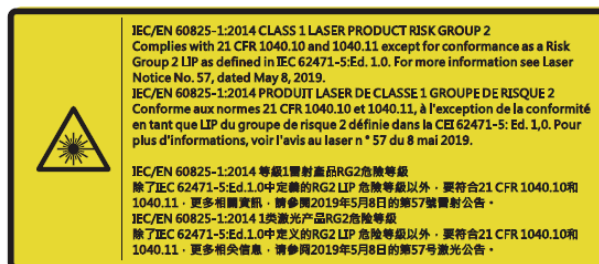 IEC/EN 60825-1:2014 CLASS 1 LASER PRODUCT RISK GROUP 2
Complies with 21 CFR 1040.10 and 1040.11 except for conformance as a Risk
Group 2 LIP as defined in IEC 62471-5:Ed. 1.0. For more information see Laser
Notice No. 57, dated May 8, 2019.
IEC/EN 60825-1:2014 PRODUIT LASER DE CLASSE 1 GROUPE DE RISQUE 2
Conforme aux normes 21 CFR 1040.10 et 1040.11, à l'exception de la conformité
en tant que LIP du groupe de risque 2 définie dans la CEI 62471-5: Ed. 1,0. Pour
plus d'informations, voir l'avis au laser n ° 57 du 8 mai 2019.
IEC/EN 60825-1:2014 等級1雷射產品RG2危險等級
除了IEC 62471-5:Ed.1.0中定義的RG2 LIP 危險等級以外，要符合21 CFR 1040.10和
1040.11，更多相關資訊，請參閱2019年5月8日的第57號雷射公告。
IEC/EN 60825-1:2014 1类激光产品RG2危险等级
除了IEC 62471-5:Ed.1.0中定义的RG2 LIP 危险等级以外，要符合21 CFR 1040.10和
1040.11，更多相关信息，请参阅2019年5月8日的第57号激光公告。